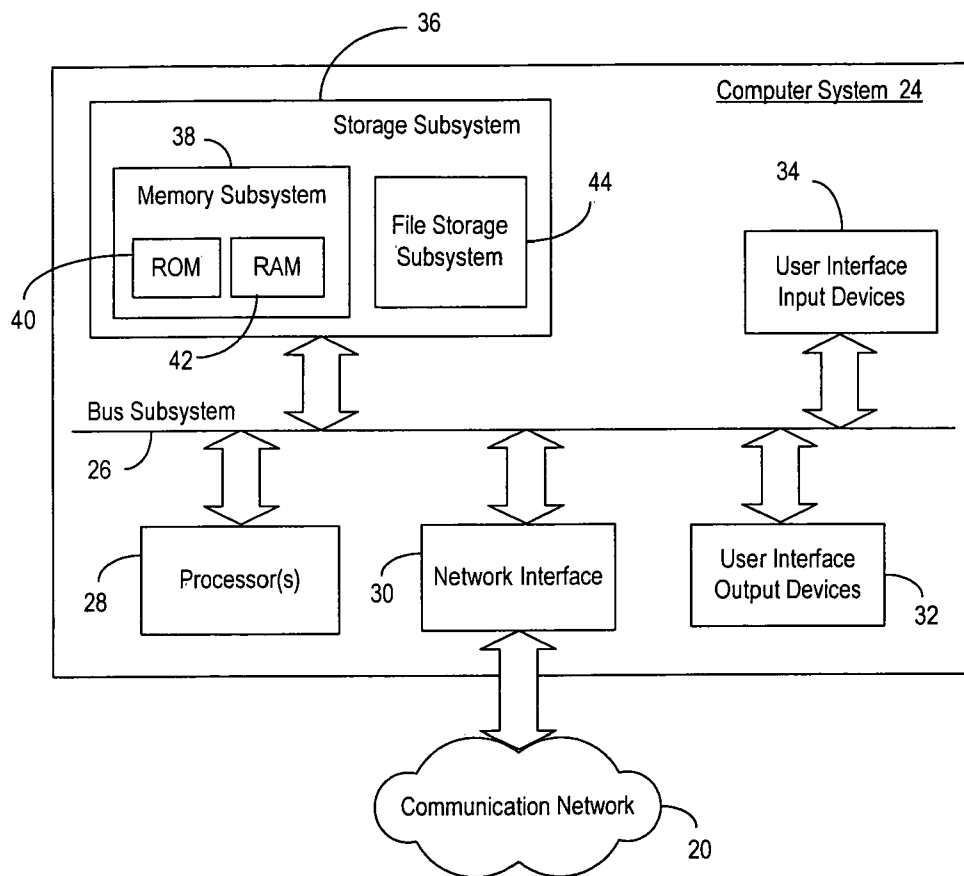 36
Computer System 24
Storage Subsystem
38
Memory Subsystem
44
File Storage
Subsystem
34
ROM
RAM
User Interface
Input Devices
40
42
Bus Subsystem
26
28
Processor(s)
30
Network Interface
User Interface
Output Devices
32
Communication Network
20